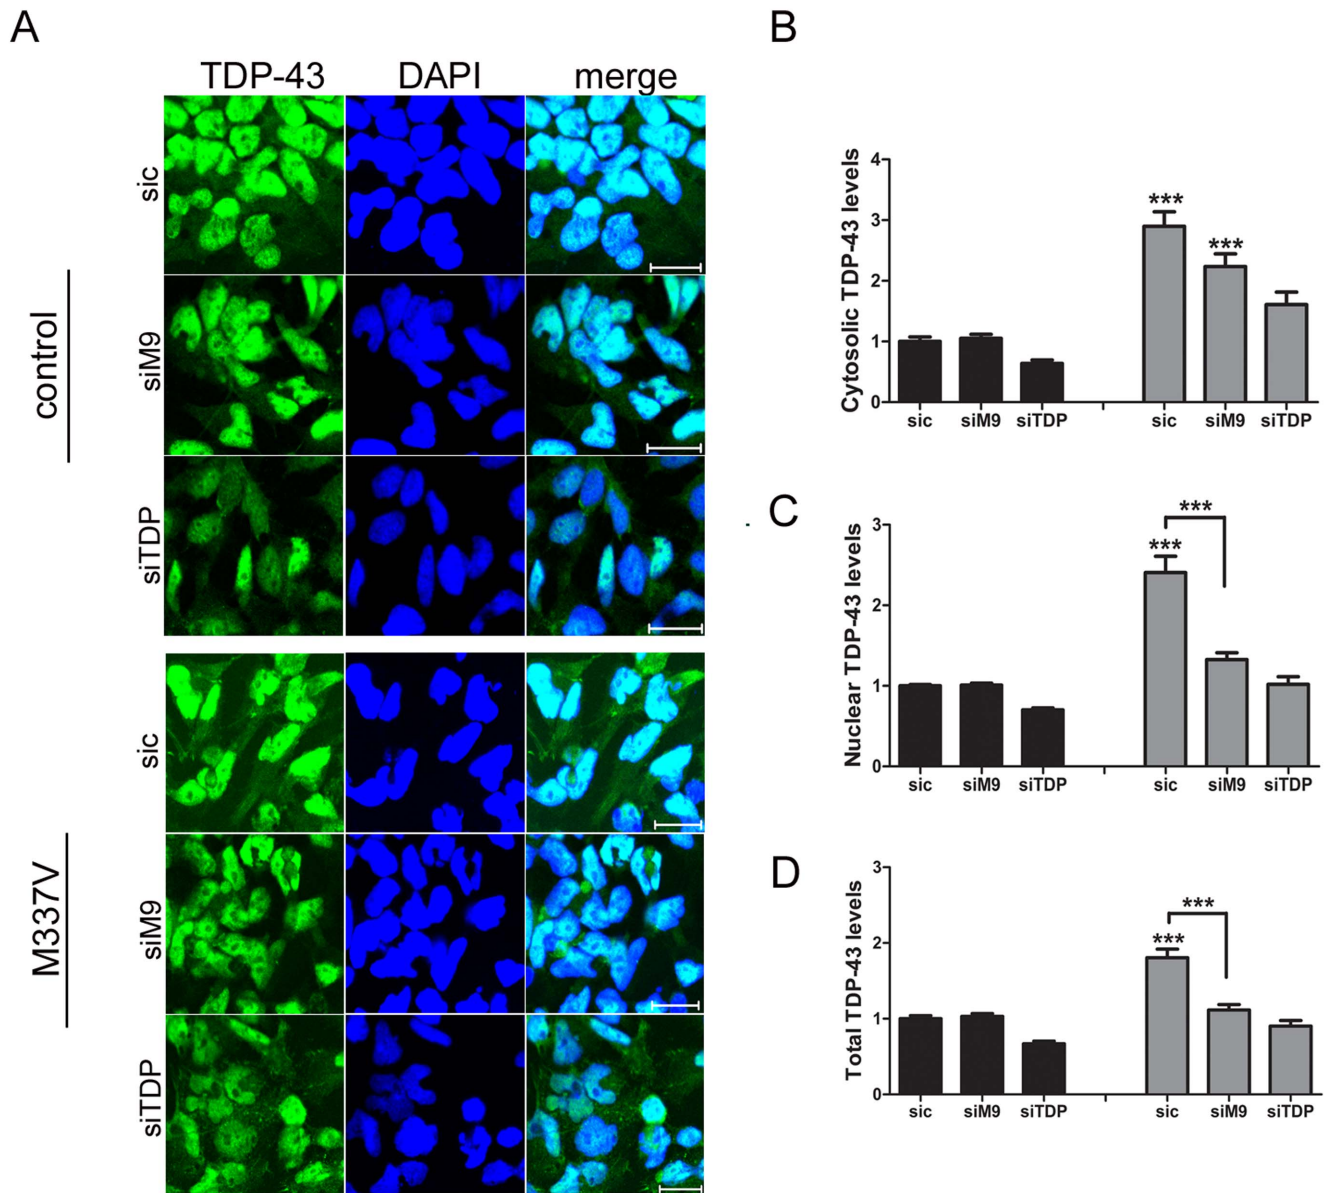 A
TDP-43 DAPI merge
control
sic
siM9
siTDP
M337V
sic
siM9
siTDP
B
Cytosolic TDP-43 levels
4
3
2
1
0
***
***
sic siM9 siTDP sic siM9 siTDP
C
Nuclear TDP-43 levels
3
2
1
0
***
***
sic siM9 siTDP sic siM9 siTDP
D
Total TDP-43 levels
3
2
1
0
***
***
sic siM9 siTDP sic siM9 siTDP